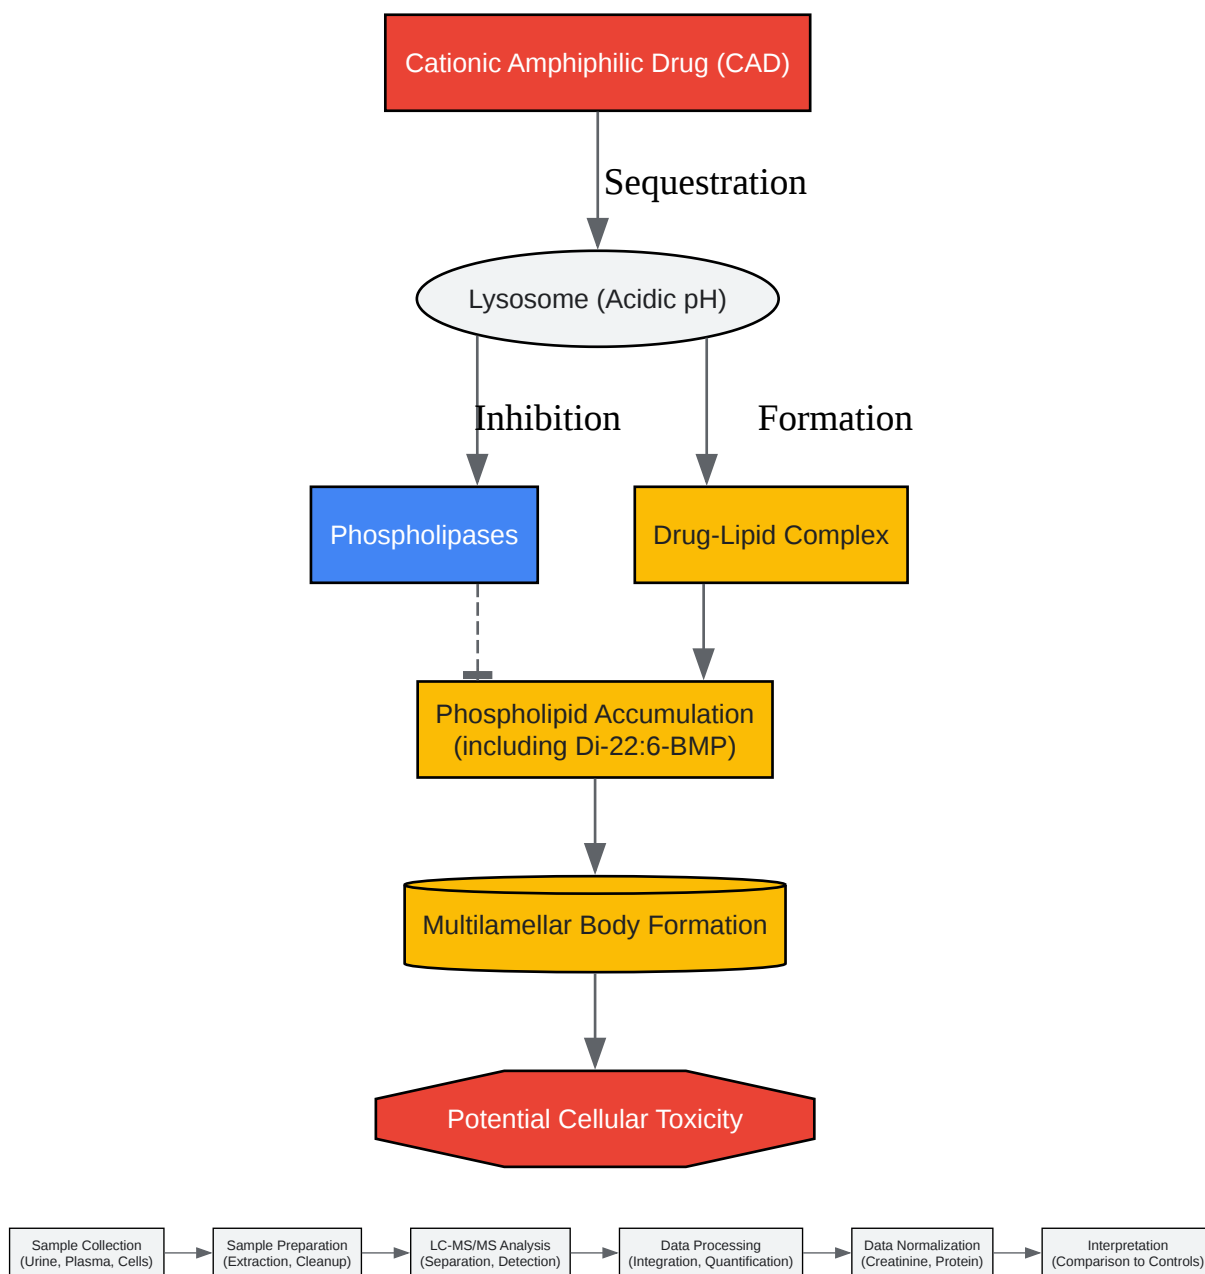 Cationic Amphiphilic Drug (CAD)
Sequestration
Lysosome (Acidic pH)
Inhibition
Formation
Phospholipases
Drug-Lipid Complex
Phospholipid Accumulation
(including Di-22:6-BMP)
Multilamellar Body Formation
Potential Cellular Toxicity
Sample Collection
(Urine, Plasma, Cells)
Sample Preparation
(Extraction, Cleanup)
LC-MS/MS Analysis
(Separation, Detection)
Data Processing
(Integration, Quantification)
Data Normalization
(Creatinine, Protein)
Interpretation
(Comparison to Controls)